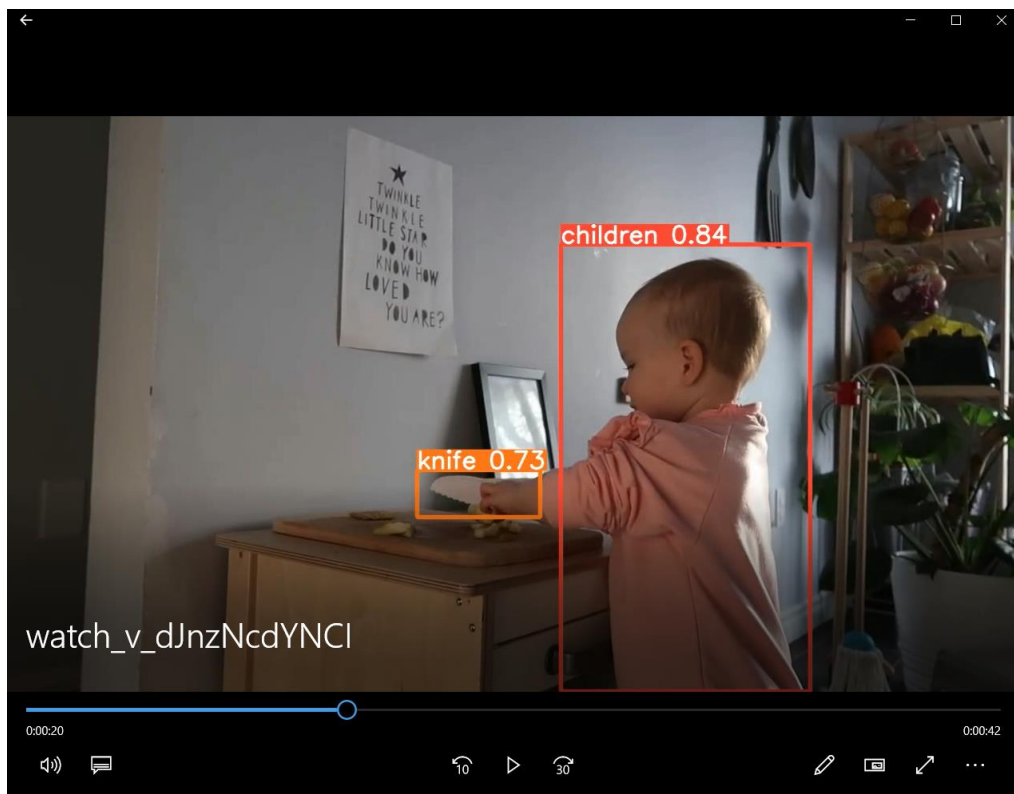 TWINKLE
TWINKLE
LITTLE STAR
DO YOU
KNOW HOW
LOVED
YOU ARE?
children 0.84
knife 0.73
watch_v_dJnzNcdYNCI
0:00:20
0:00:42
10
30